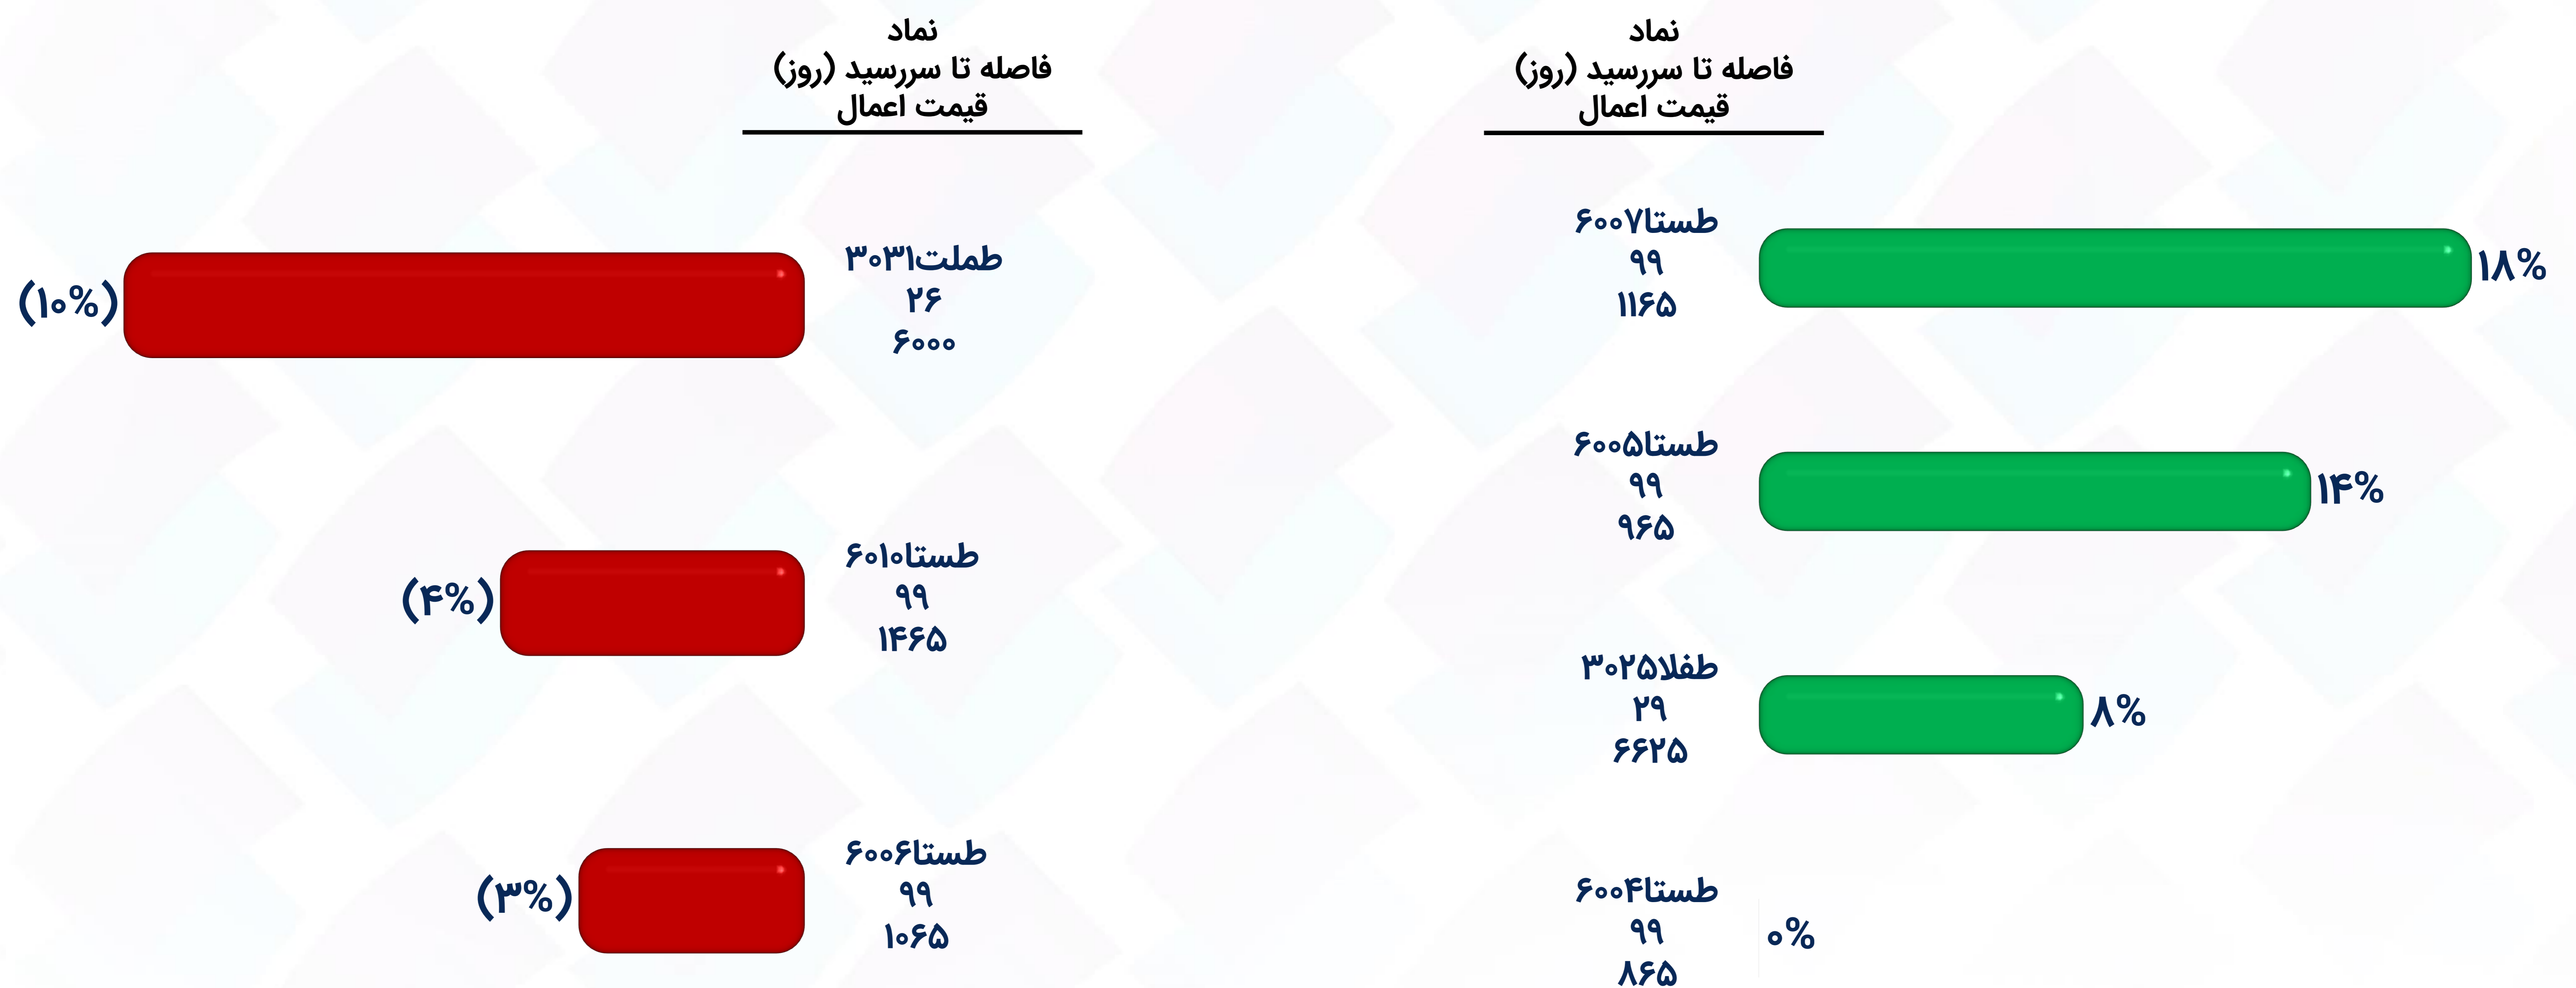 نماد
فاصله تا سررسید (روز)
قیمت اعمال
طستا۶۰۰۷
۹۹
۱۱۶۵
۱۸%
طستا۶۰۰۵
۹۹
۹۶۵
۱۴%
طفلا۳۰۲۵
۲۹
۶۶۲۵
۸%
طستا۶۰۰۴
۹۹
۸۶۵
۰%
نماد
فاصله تا سررسید (روز)
قیمت اعمال
طملت۳۰۳۱
۲۶
۶۰۰۰
(۱۰%)
طستا۶۰۱۰
۹۹
۱۴۶۵
(۴%)
طستا۶۰۰۶
۹۹
۱۰۶۵
(۳%)